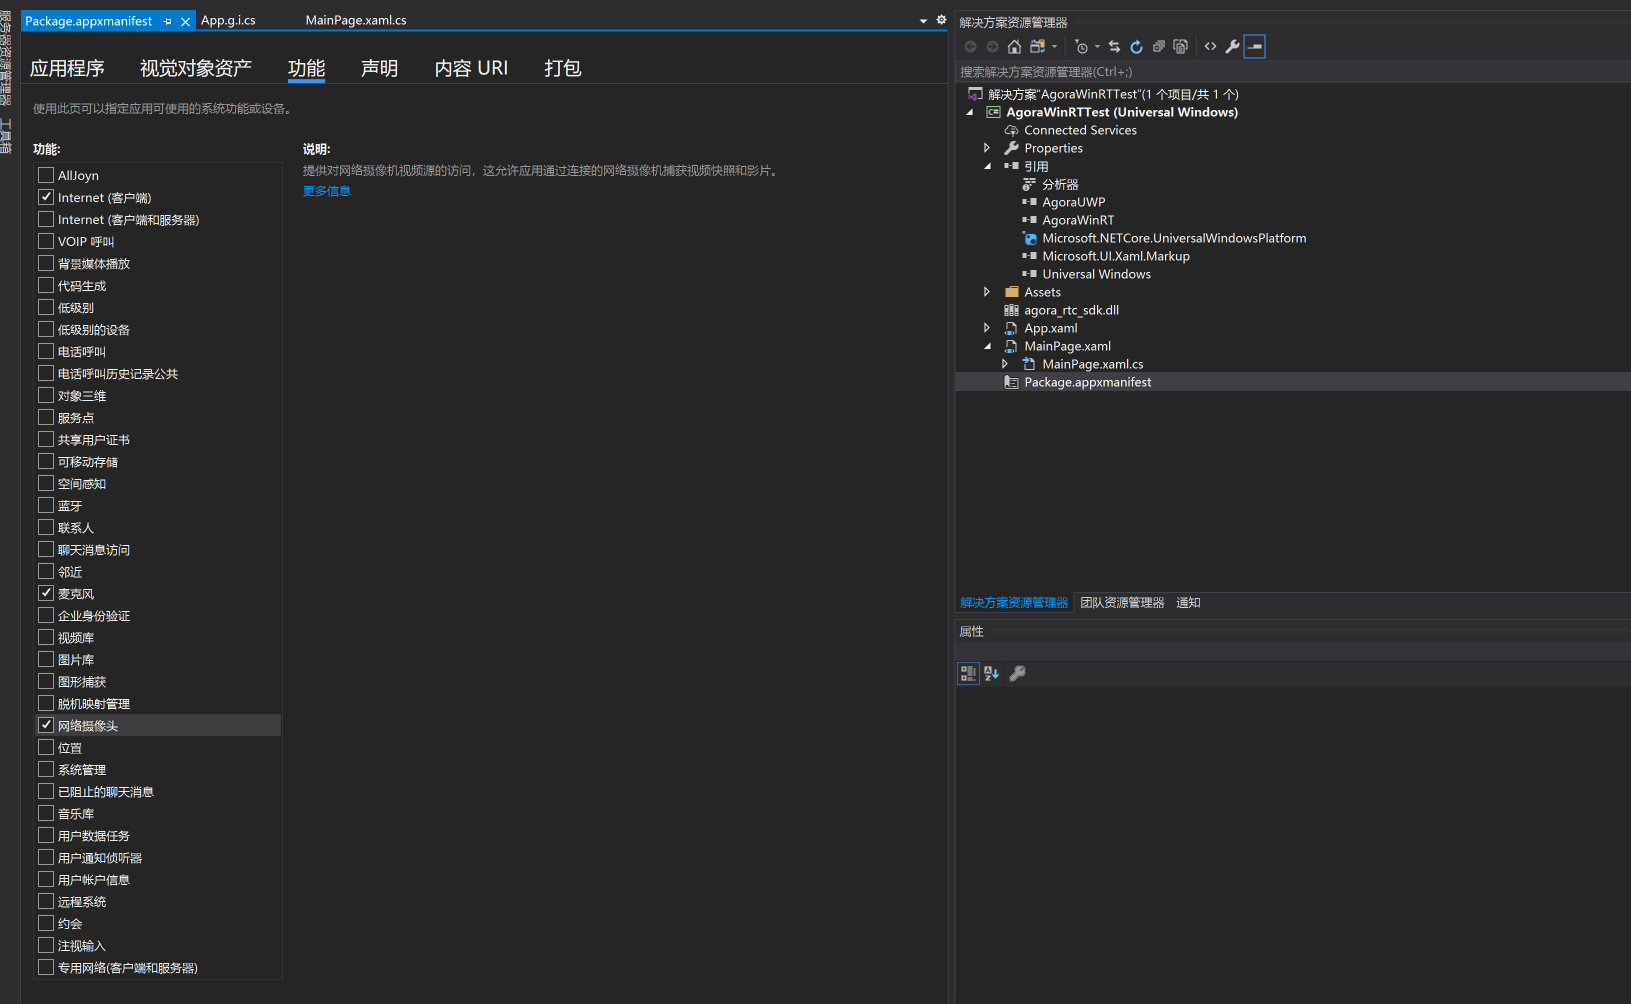 服务器资源管理器
工具箱
Package.appxmanifest
App.g.i.cs
MainPage.xaml.cs
应用程序
视觉对象资产
功能
声明
内容 URI
打包
使用此页可以指定应用可使用的系统功能或设备。
功能:
AllJoyn
Internet (客户端)
Internet (客户端和服务器)
VOIP 呼叫
背景媒体播放
代码生成
低级别
低级别的设备
电话呼叫
电话呼叫历史记录公共
对象三维
服务点
共享用户证书
可移动存储
空间感知
蓝牙
联系人
聊天消息访问
邻近
麦克风
企业身份验证
视频库
图片库
图形捕获
脱机映射管理
网络摄像头
位置
系统管理
已阻止的聊天消息
音乐库
用户数据任务
用户通知侦听器
用户帐户信息
远程系统
约会
注视输入
专用网络(客户端和服务器)
说明:
提供对网络摄像机视频源的访问，这允许应用通过连接的网络摄像机捕获视频快照和影片。
更多信息
解决方案资源管理器
搜索解决方案资源管理器(Ctrl+;)
解决方案"AgoraWinRTTest"(1 个项目/共 1 个)
AgoraWinRTTest (Universal Windows)
Connected Services
Properties
引用
分析器
AgoraUWP
AgoraWinRT
Microsoft.NETCore.UniversalWindowsPlatform
Microsoft.UI.Xaml.Markup
Universal Windows
Assets
agora_rtc_sdk.dll
App.xaml
MainPage.xaml
MainPage.xaml.cs
Package.appxmanifest
解决方案资源管理器
团队资源管理器
通知
属性